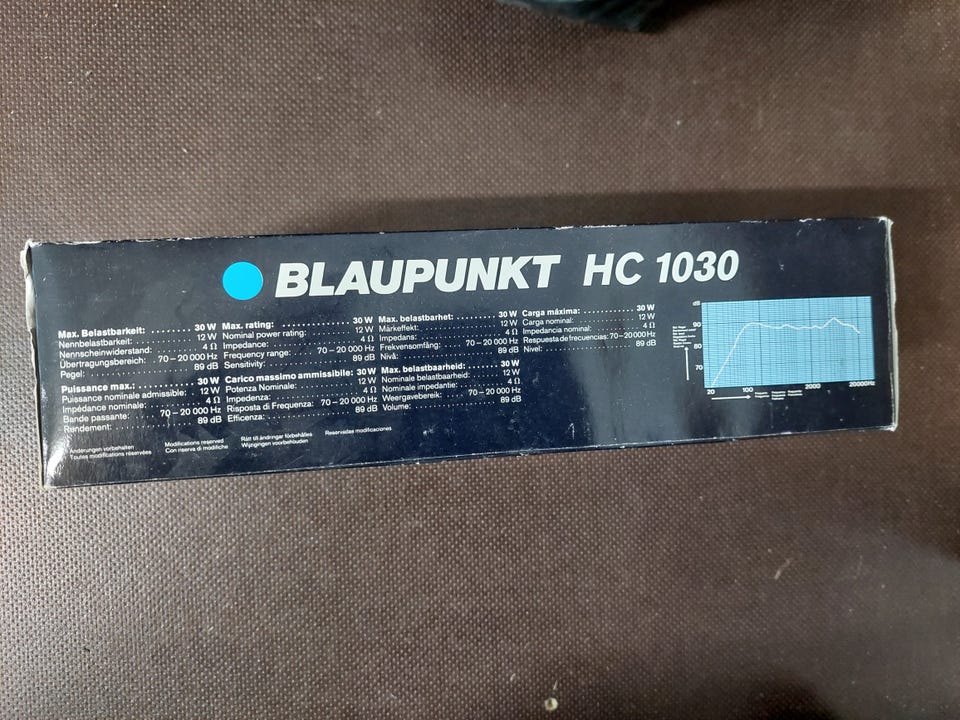 BLAUPUNKT HC 1030
Max. Belastbarkeit: 30 W
Nennbelastbarkeit: 12 W
Nennscheinwiderstand: 4 Ω
Übertragungsbereich: 70–20 000 Hz
Pegel: 89 dB
Puissance max.: 30 W
Puissance nominale admissible: 12 W
Impédance nominale: 4 Ω
Bande passante: 70–20 000 Hz
Rendement: 89 dB
Max. rating: 30 W
Nominal power rating: 12 W
Impedance: 4 Ω
Frequency range: 70–20 000 Hz
Sensitivity: 89 dB
Carico massimo ammissibile: 30 W
Potenza Nominale: 12 W
Impedenza: 4 Ω
Risposta di Frequenza: 70–20 000 Hz
Efficenza: 89 dB
Max. belastbarhet: 30 W
Märkeffekt: 12 W
Impedans: 4 Ω
Frekvensomfång: 70–20 000 Hz
Nivå: 89 dB
Max. belastbaarheid: 30 W
Nominale belastbaarheid: 12 W
Nominale impedantie: 4 Ω
Weergavebereik: 70–20 000 Hz
Volume: 89 dB
Carga máxima: 30 W
Carga nominal: 12 W
Impedancia nominal: 4 Ω
Respuesta de frecuencias: 70–20000 Hz
Nivel: 89 dB
dB
90
80
70
20 100 2000 20000Hz
Änderungen vorbehalten
Toutes modifications réservées
Modifications reserved
Con riserva di modifiche
Rätt till ändringar förbehålles
Wijzigingen voorbehouden
Reservadas modificaciones